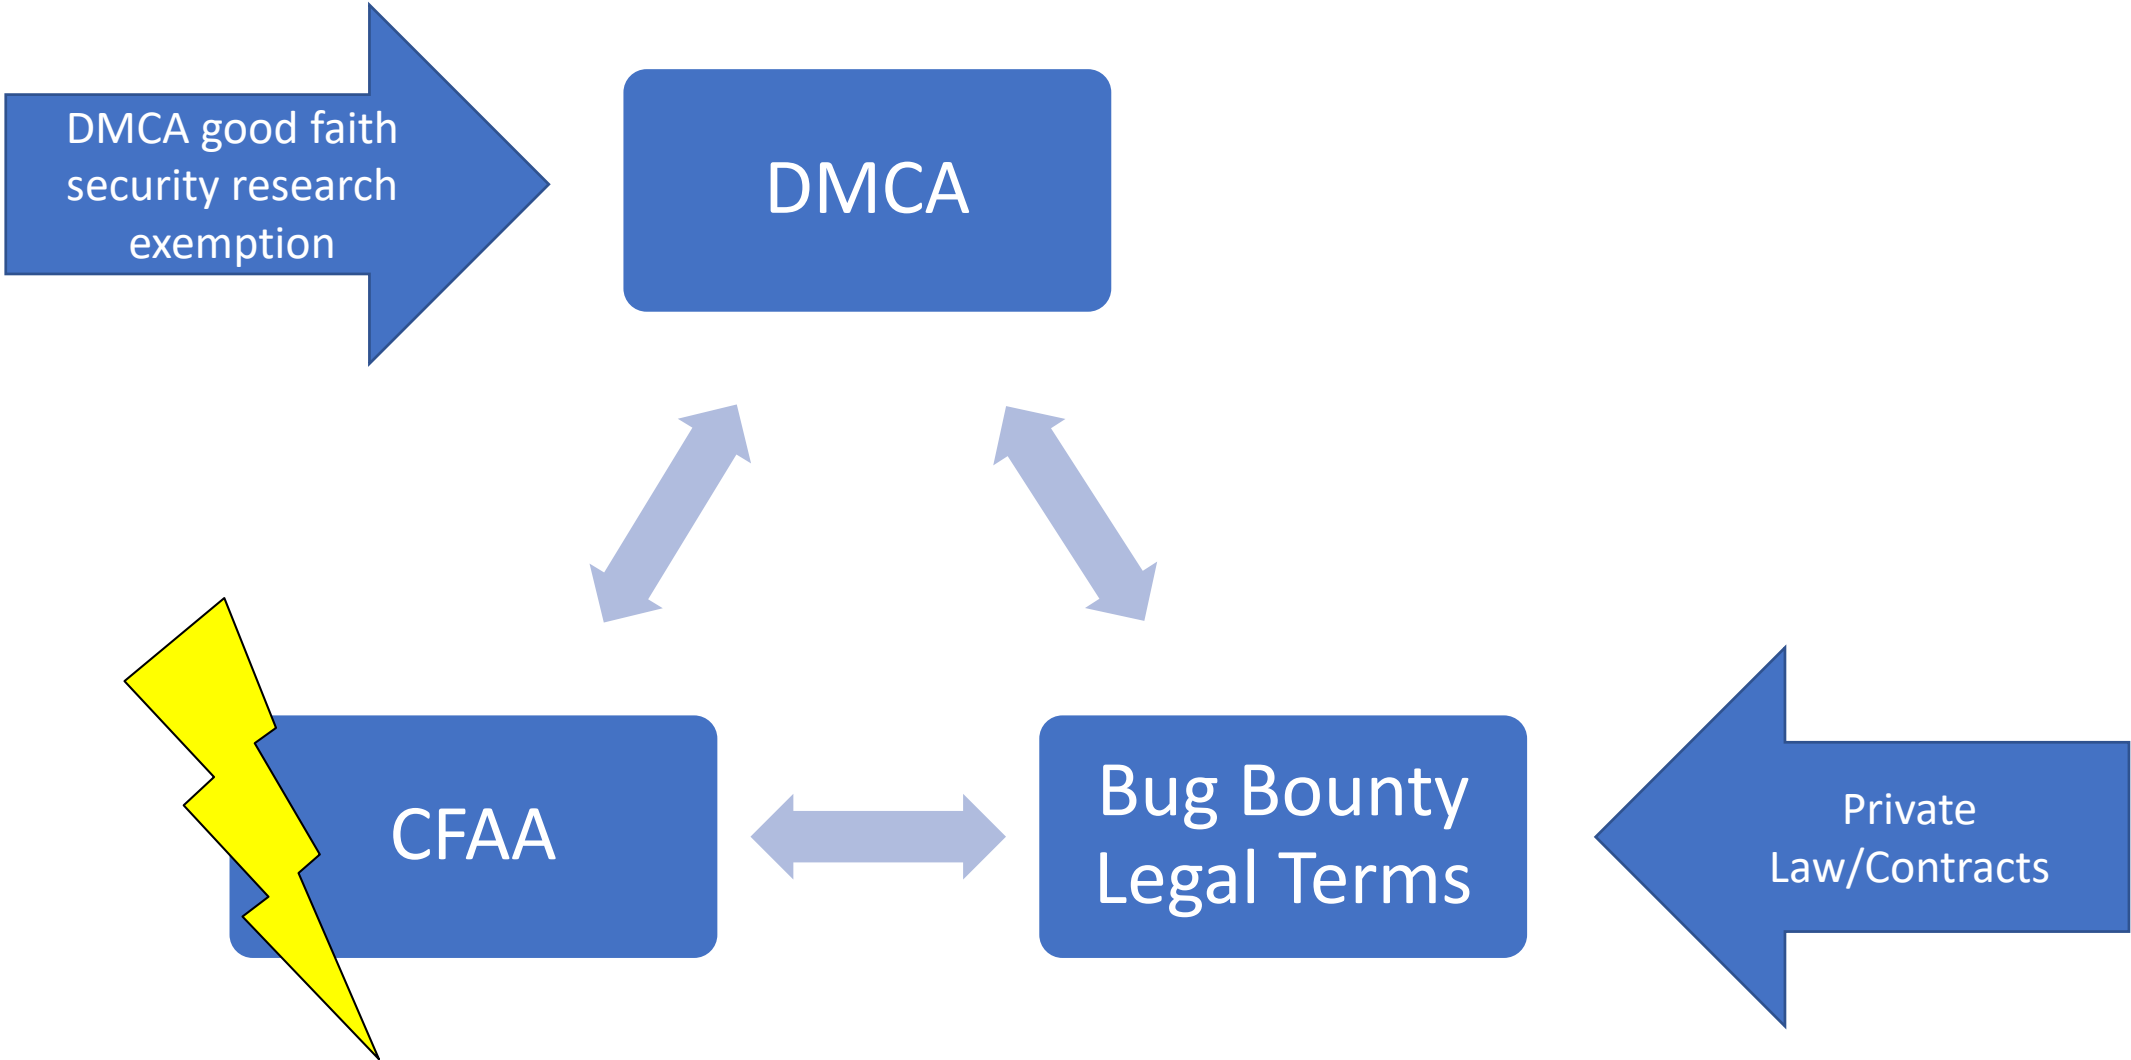 DMCA good faith
security research
exemption
DMCA
CFAA
Bug Bounty
Legal Terms
Private
Law/Contracts